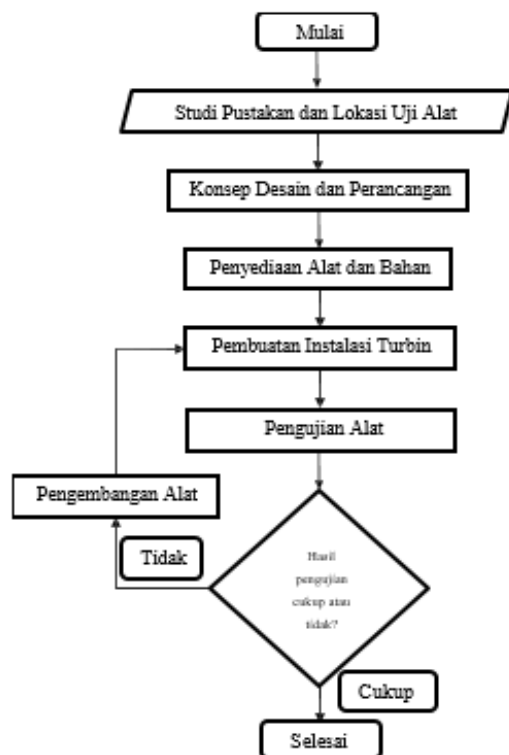 Mulai
Studi Pustakan dan Lokasi Uji Alat
Konsep Desain dan Perancangan
Penyediaan Alat dan Bahan
Pembuatan Instalasi Turbin
Pengujian Alat
Pengembangan Alat
Hasil
pengujian
cukup atau
tidak?
Tidak
Cukup
Selesai